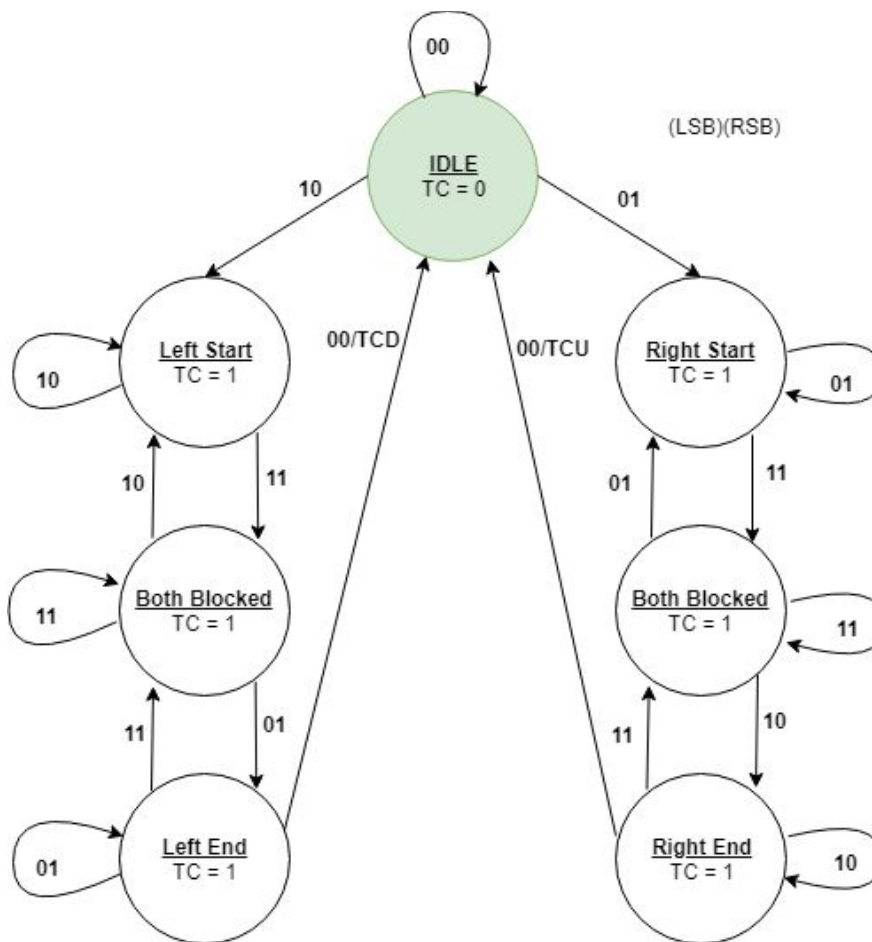 00
(LSB)(RSB)
IDLE
TC = 0
10
01
Left Start
TC = 1
10
00/TCD
00/TCU
Right Start
TC = 1
01
10
11
01
11
Both Blocked
TC = 1
11
Both Blocked
TC = 1
11
11
01
11
10
Left End
TC = 1
01
Right End
TC = 1
10